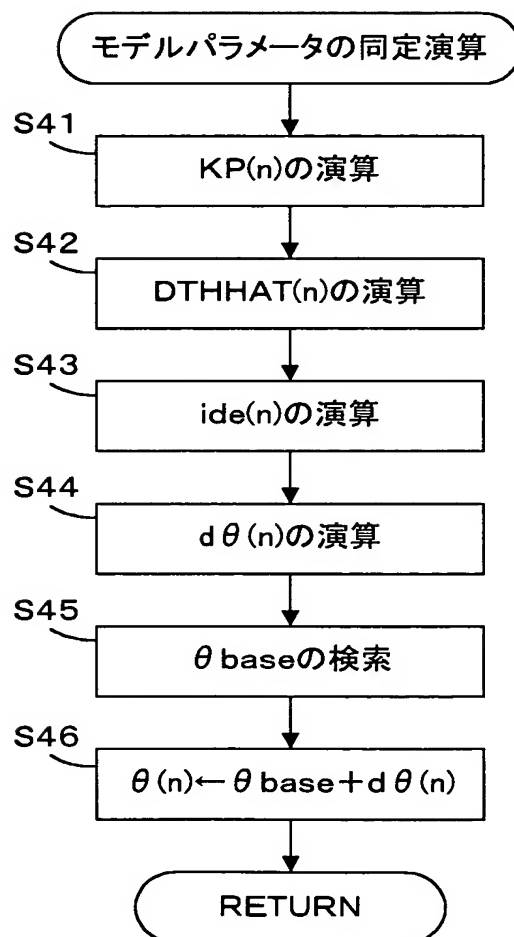 モデルパラメータの同定演算
S41
KP(n)の演算
S42
DTHHAT(n)の演算
S43
ide(n)の演算
S44
dθ(n)の演算
S45
θbaseの検索
S46
θ(n)←θbase+dθ(n)
RETURN